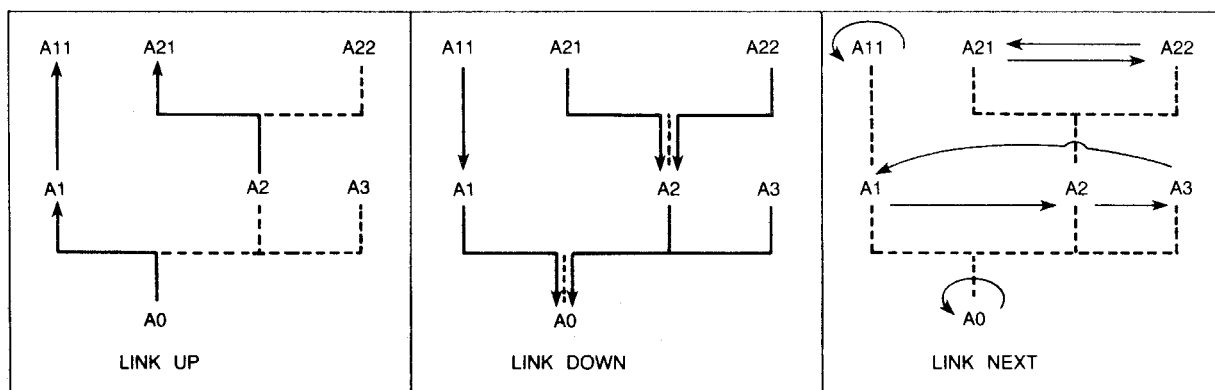 A11 A21 A22
A1 A2 A3
A0
LINK UP
A11 A21 A22
A1 A2 A3
A0
LINK DOWN
A11 A21 A22
A1 A2 A3
A0
LINK NEXT